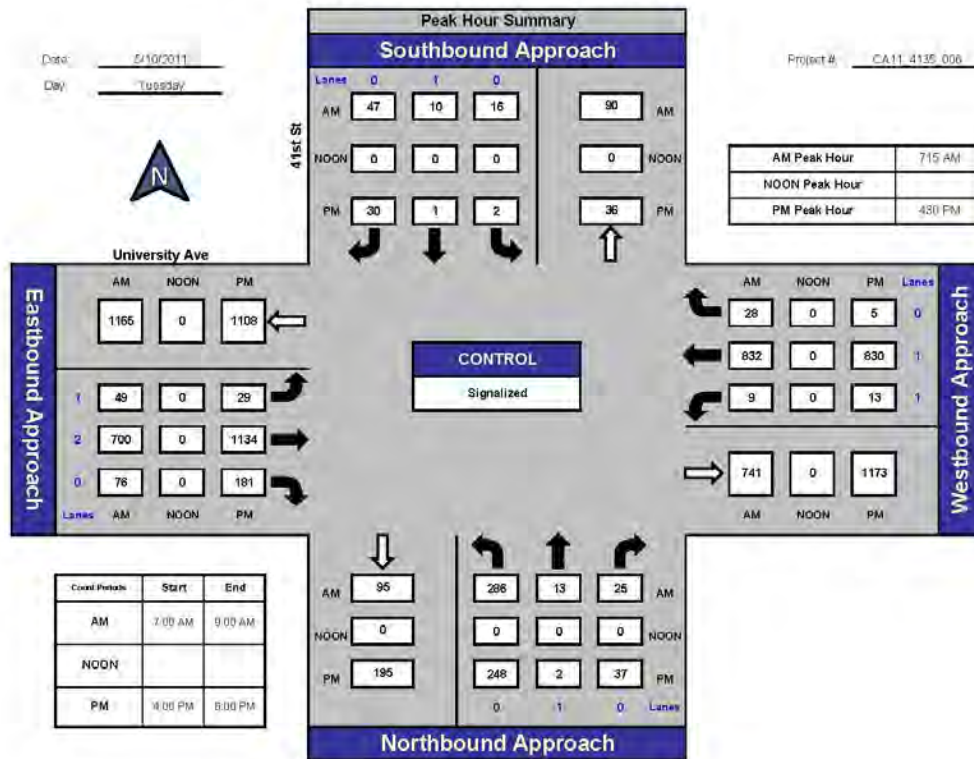 Peak Hour Summary
Southbound Approach
Date: 5/10/2011
Day: Tuesday
Project #: CA11_4135_006
N
41st St
Lanes 0 1 0
AM 47 10 16 90 AM
NOON 0 0 0 0 NOON
PM 30 1 2 36 PM
AM Peak Hour 715 AM
NOON Peak Hour
PM Peak Hour 430 PM
University Ave
Eastbound Approach
AM NOON PM
1165 0 1108
1 49 0 29
2 700 0 1134
0 76 0 181
Lanes AM NOON PM
CONTROL
Signalized
AM NOON PM Lanes
28 0 5 0
832 0 830 1
9 0 13 1
741 0 1173
AM NOON PM
Westbound Approach
Count Periods Start End
AM 7:00 AM 9:00 AM
NOON
PM 4:00 PM 6:00 PM
AM 95 286 13 25 AM
NOON 0 0 0 0 NOON
PM 195 248 2 37 PM
0 1 0 Lanes
Northbound Approach